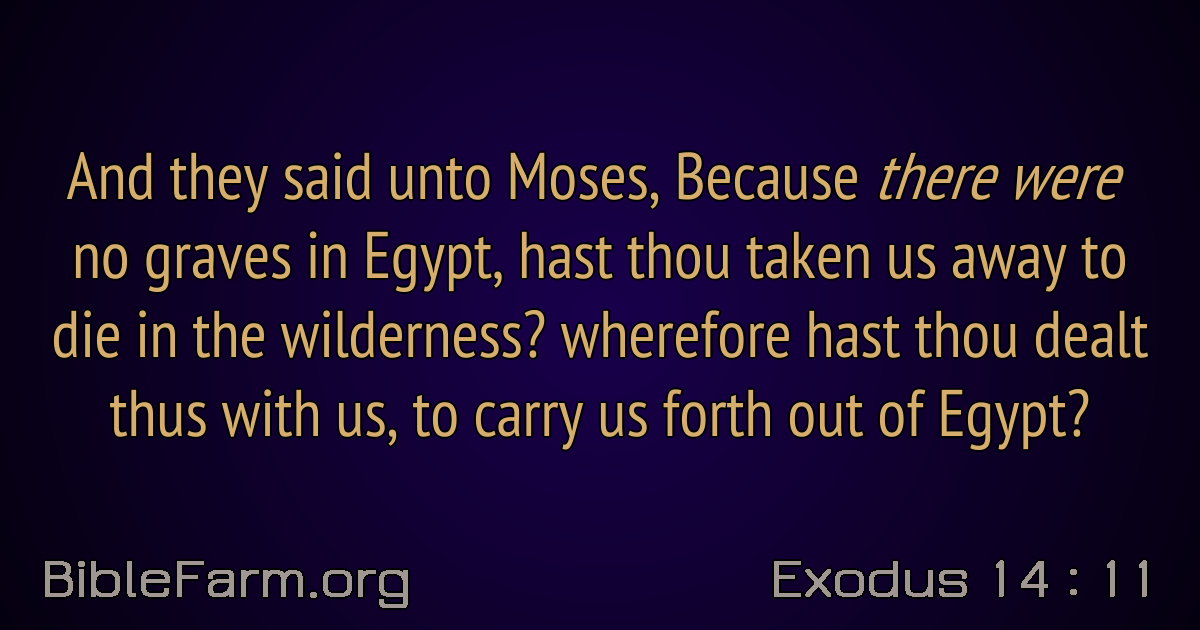 And they said unto Moses, Because there were
no graves in Egypt, hast thou taken us away to
die in the wilderness? wherefore hast thou dealt
thus with us, to carry us forth out of Egypt?
BibleFarm.org
Exodus 14 : 11